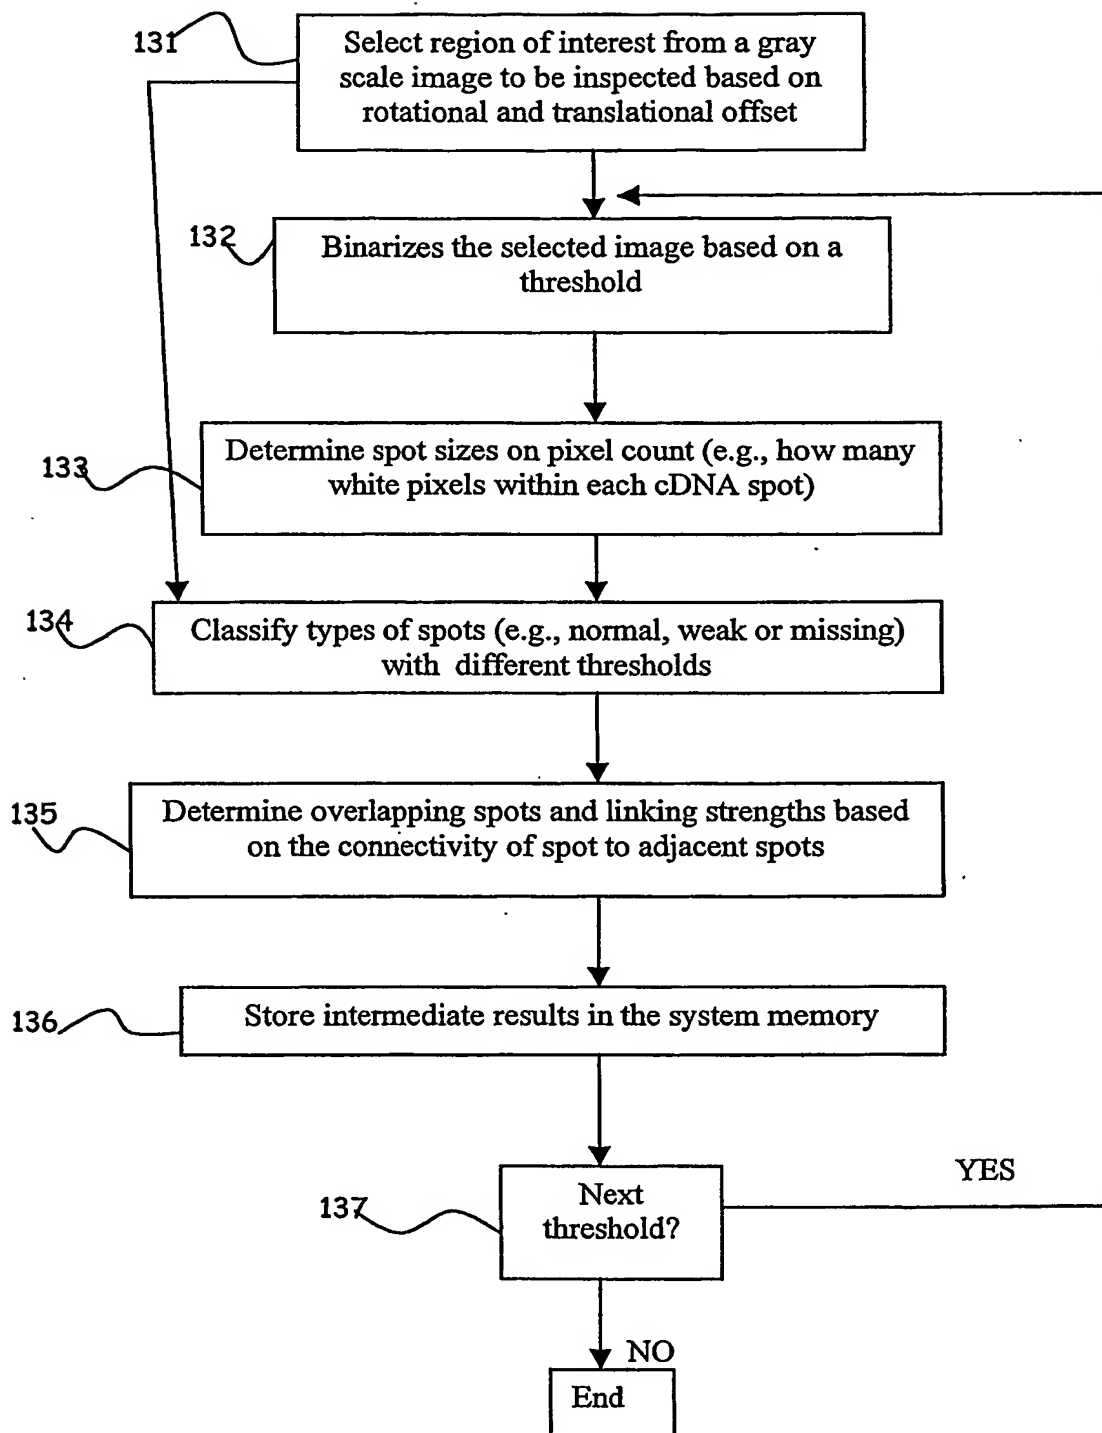 131
Select region of interest from a gray
scale image to be inspected based on
rotational and translational offset
132
Binarizes the selected image based on a
threshold
133
Determine spot sizes on pixel count (e.g., how many
white pixels within each cDNA spot)
134
Classify types of spots (e.g., normal, weak or missing)
with different thresholds
135
Determine overlapping spots and linking strengths based
on the connectivity of spot to adjacent spots
136
Store intermediate results in the system memory
137
Next
threshold?
YES
NO
End